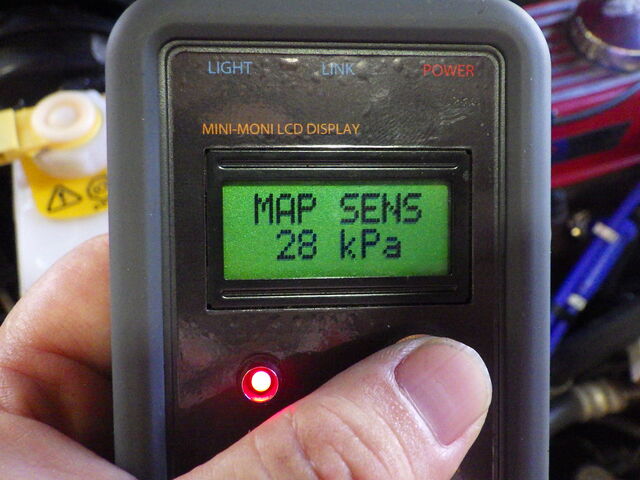 LIGHT LINK POWER
MINI-MONI LCD DISPLAY
MAP SENS
28 kPa